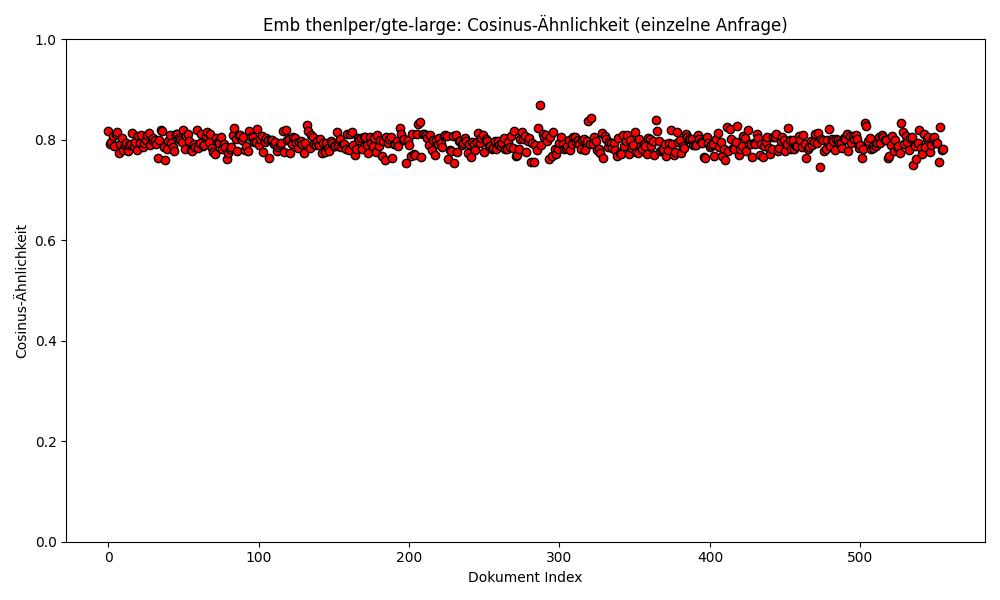 Emb thenlper/gte-large: Cosinus-Ähnlichkeit (einzelne Anfrage)
1.0
0.8
0.6
0.4
0.2
0.0
Cosinus-Ähnlichkeit
0 100 200 300 400 500
Dokument Index